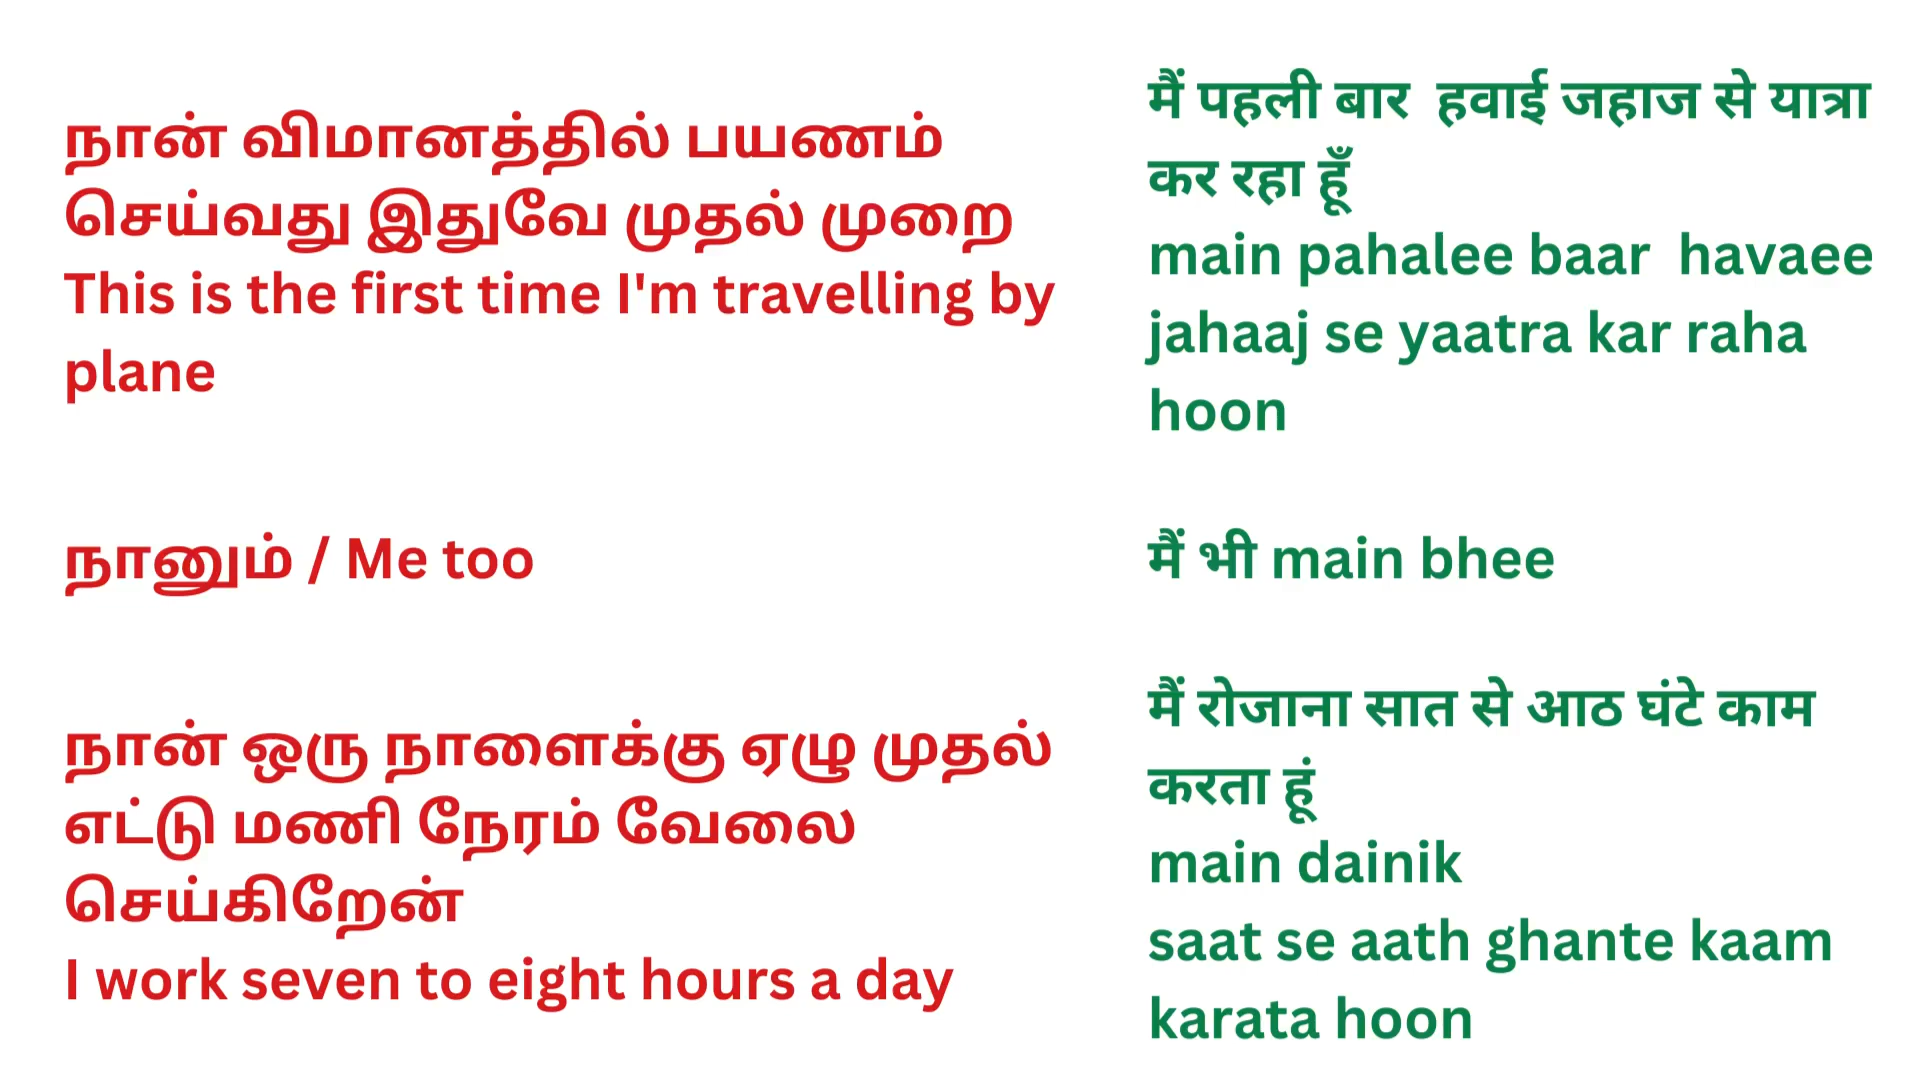 நான் விமானத்தில் பயணம்
செய்வது இதுவே முதல் முறை
This is the first time I'm travelling by
plane
मैं पहली बार  हवाई जहाज से यात्रा
कर रहा हूँ
main pahalee baar  havaee
jahaaj se yaatra kar raha
hoon
நானும் / Me too
मैं भी main bhee
நான் ஒரு நாளைக்கு ஏழு முதல்
எட்டு மணி நேரம் வேலை
செய்கிறேன்
I work seven to eight hours a day
मैं रोजाना सात से आठ घंटे काम
करता हूं
main dainik
saat se aath ghante kaam
karata hoon